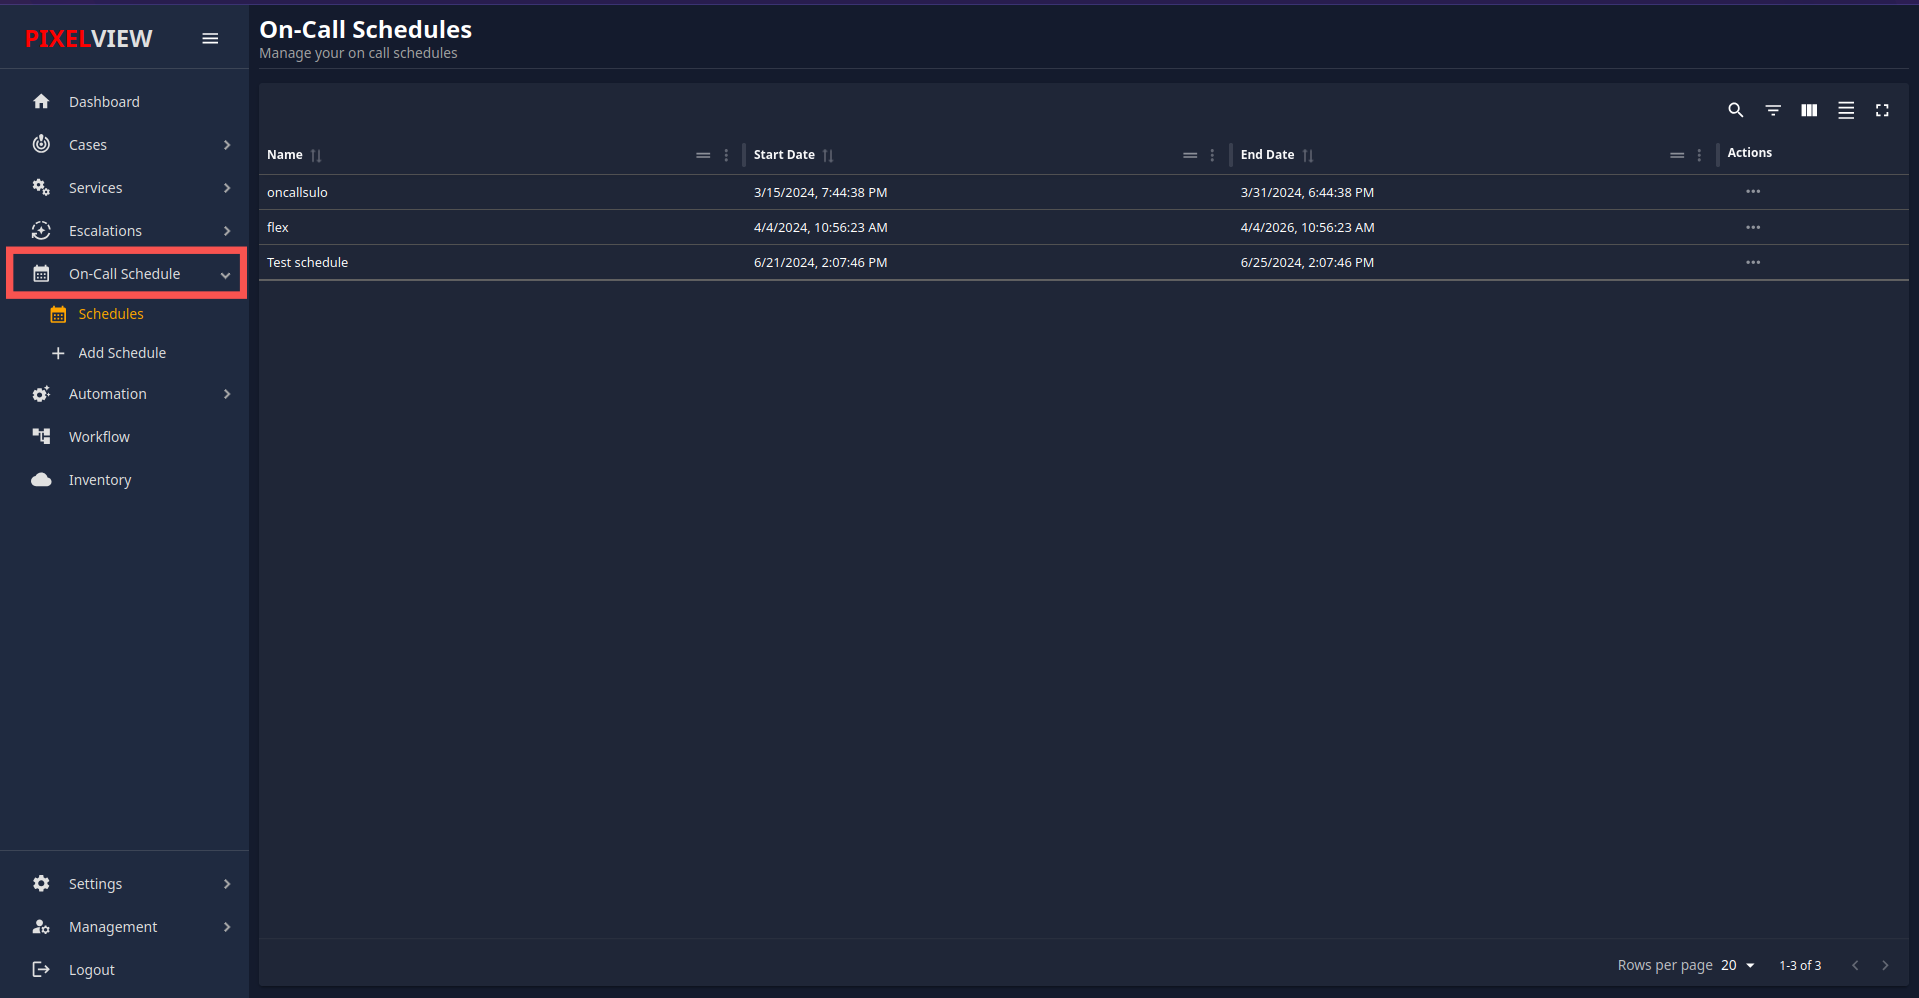 PIXELVIEW
Dashboard
Cases
Services
Escalations
On-Call Schedule
Schedules
Add Schedule
Automation
Workflow
Inventory
Settings
Management
Logout
On-Call Schedules
Manage your on call schedules
Name Start Date End Date Actions
oncallsulo 3/15/2024, 7:44:38 PM 3/31/2024, 6:44:38 PM
flex 4/4/2024, 10:56:23 AM 4/4/2026, 10:56:23 AM
Test schedule 6/21/2024, 2:07:46 PM 6/25/2024, 2:07:46 PM
Rows per page 20 1-3 of 3